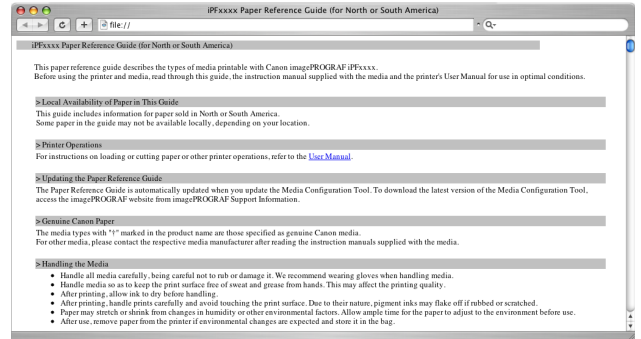 iPFxxxx Paper Reference Guide (for North or South America)
file://
Q-
iPFxxxx Paper Reference Guide (for North or South America)
This paper reference guide describes the types of media printable with Canon imagePROGRAF iPFxxxx.
Before using the printer and media, read through this guide, the instruction manual supplied with the media and the printer's User Manual for use in optimal conditions.
> Local Availability of Paper in This Guide
This guide includes information for paper sold in North or South America.
Some paper in the guide may not be available locally, depending on your location.
> Printer Operations
For instructions on loading or cutting paper or other printer operations, refer to the User Manual.
> Updating the Paper Reference Guide
The Paper Reference Guide is automatically updated when you update the Media Configuration Tool. To download the latest version of the Media Configuration Tool,
access the imagePROGRAF website from imagePROGRAF Support Information.
> Genuine Canon Paper
The media types with "†" marked in the product name are those specified as genuine Canon media.
For other media, please contact the respective media manufacturer after reading the instruction manuals supplied with the media.
> Handling the Media
• Handle all media carefully, being careful not to rub or damage it. We recommend wearing gloves when handling media.
• Handle media so as to keep the print surface free of sweat and grease from hands. This may affect the printing quality.
• After printing, allow ink to dry before handling.
• After printing, handle prints carefully and avoid touching the print surface. Due to their nature, pigment inks may flake off if rubbed or scratched.
• Paper may stretch or shrink from changes in humidity or other environmental factors. Allow ample time for the paper to adjust to the environment before use.
• After use, remove paper from the printer if environmental changes are expected and store it in the bag.